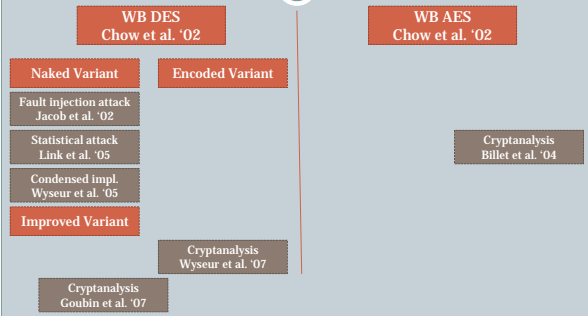 WB DES
Chow et al. ‘02
WB AES
Chow et al. ‘02
Naked Variant
Encoded Variant
Fault injection attack
Jacob et al. ‘02
Statistical attack
Link et al. ‘05
Cryptanalysis
Billet et al. ‘04
Condensed impl.
Wyseur et al. ‘05
Improved Variant
Cryptanalysis
Wyseur et al. ‘07
Cryptanalysis
Goubin et al. ‘07